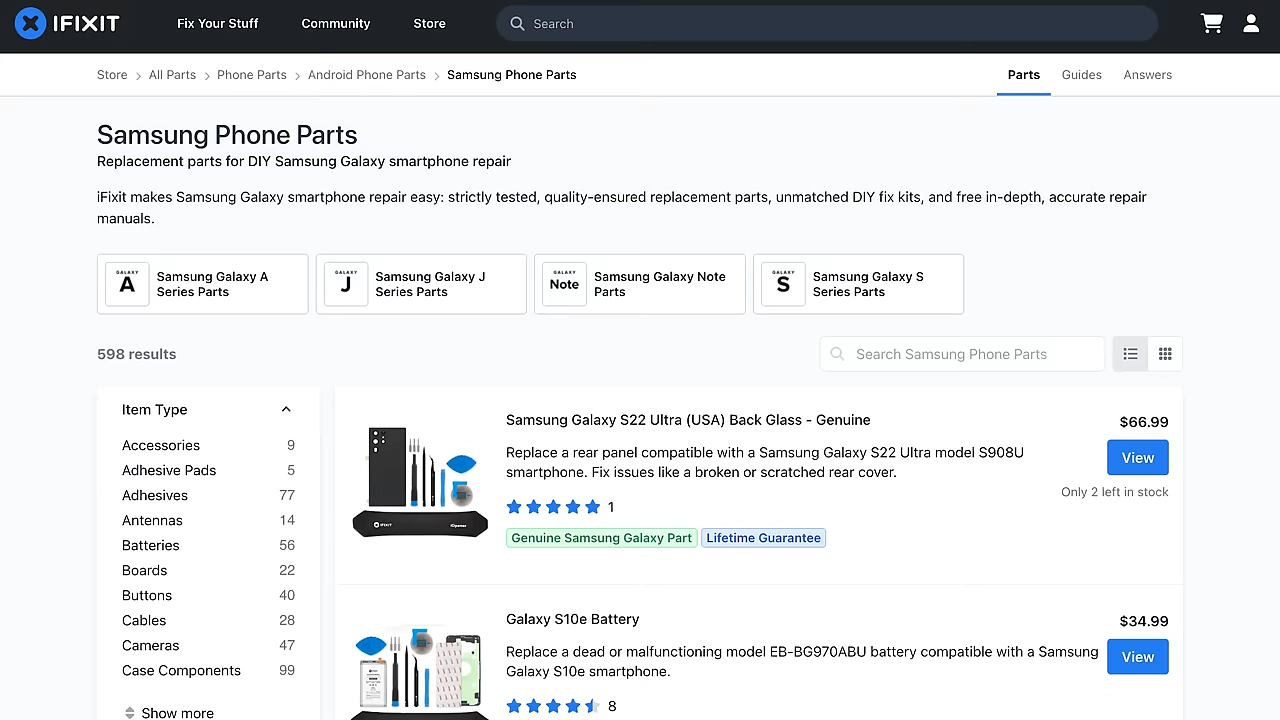 IFIXIT
Fix Your Stuff
Community
Store
Search
Store
All Parts
Phone Parts
Android Phone Parts
Samsung Phone Parts
Parts
Guides
Answers
Samsung Phone Parts
Replacement parts for DIY Samsung Galaxy smartphone repair
iFixit makes Samsung Galaxy smartphone repair easy: strictly tested, quality-ensured replacement parts, unmatched DIY fix kits, and free in-depth, accurate repair
manuals.
GALAXY
A
Samsung Galaxy A
Series Parts
GALAXY
J
Samsung Galaxy J
Series Parts
GALAXY
Note
Samsung Galaxy Note
Parts
GALAXY
S
Samsung Galaxy S
Series Parts
598 results
Search Samsung Phone Parts
Item Type
Accessories 9
Adhesive Pads 5
Adhesives 77
Antennas 14
Batteries 56
Boards 22
Buttons 40
Cables 28
Cameras 47
Case Components 99
Show more
IFIXIT
iOpener
Samsung Galaxy S22 Ultra (USA) Back Glass - Genuine
Replace a rear panel compatible with a Samsung Galaxy S22 Ultra model S908U
smartphone. Fix issues like a broken or scratched rear cover.
1
Genuine Samsung Galaxy Part
Lifetime Guarantee
$66.99
View
Only 2 left in stock
Galaxy S10e Battery
Replace a dead or malfunctioning model EB-BG970ABU battery compatible with a Samsung
Galaxy S10e smartphone.
8
$34.99
View